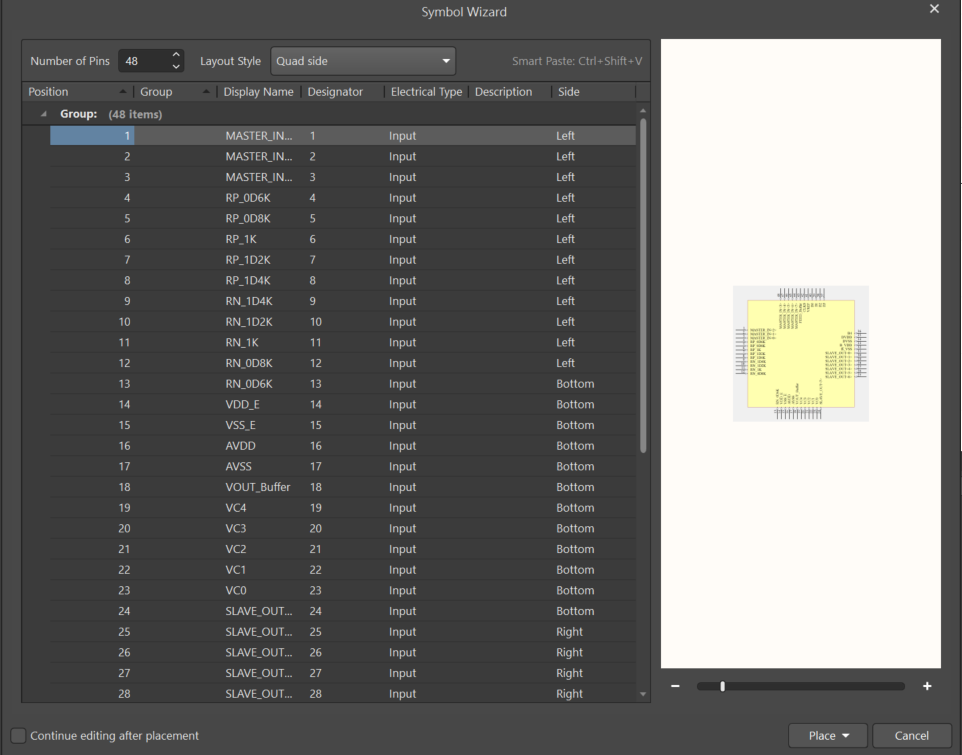 Symbol Wizard
Number of Pins 48 Layout Style Quad side Smart Paste: Ctrl+Shift+V
Position Group Display Name Designator Electrical Type Description Side
Group: (48 items)
1 MASTER_IN... 1 Input Left
2 MASTER_IN... 2 Input Left
3 MASTER_IN... 3 Input Left
4 RP_0D6K 4 Input Left
5 RP_0D8K 5 Input Left
6 RP_1K 6 Input Left
7 RP_1D2K 7 Input Left
8 RP_1D4K 8 Input Left
9 RN_1D4K 9 Input Left
10 RN_1D2K 10 Input Left
11 RN_1K 11 Input Left
12 RN_0D8K 12 Input Left
13 RN_0D6K 13 Input Bottom
14 VDD_E 14 Input Bottom
15 VSS_E 15 Input Bottom
16 AVDD 16 Input Bottom
17 AVSS 17 Input Bottom
18 VOUT_Buffer 18 Input Bottom
19 VC4 19 Input Bottom
20 VC3 20 Input Bottom
21 VC2 21 Input Bottom
22 VC1 22 Input Bottom
23 VC0 23 Input Bottom
24 SLAVE_OUT... 24 Input Bottom
25 SLAVE_OUT... 25 Input Right
26 SLAVE_OUT... 26 Input Right
27 SLAVE_OUT... 27 Input Right
28 SLAVE_OUT... 28 Input Right
Continue editing after placement
Place
Cancel